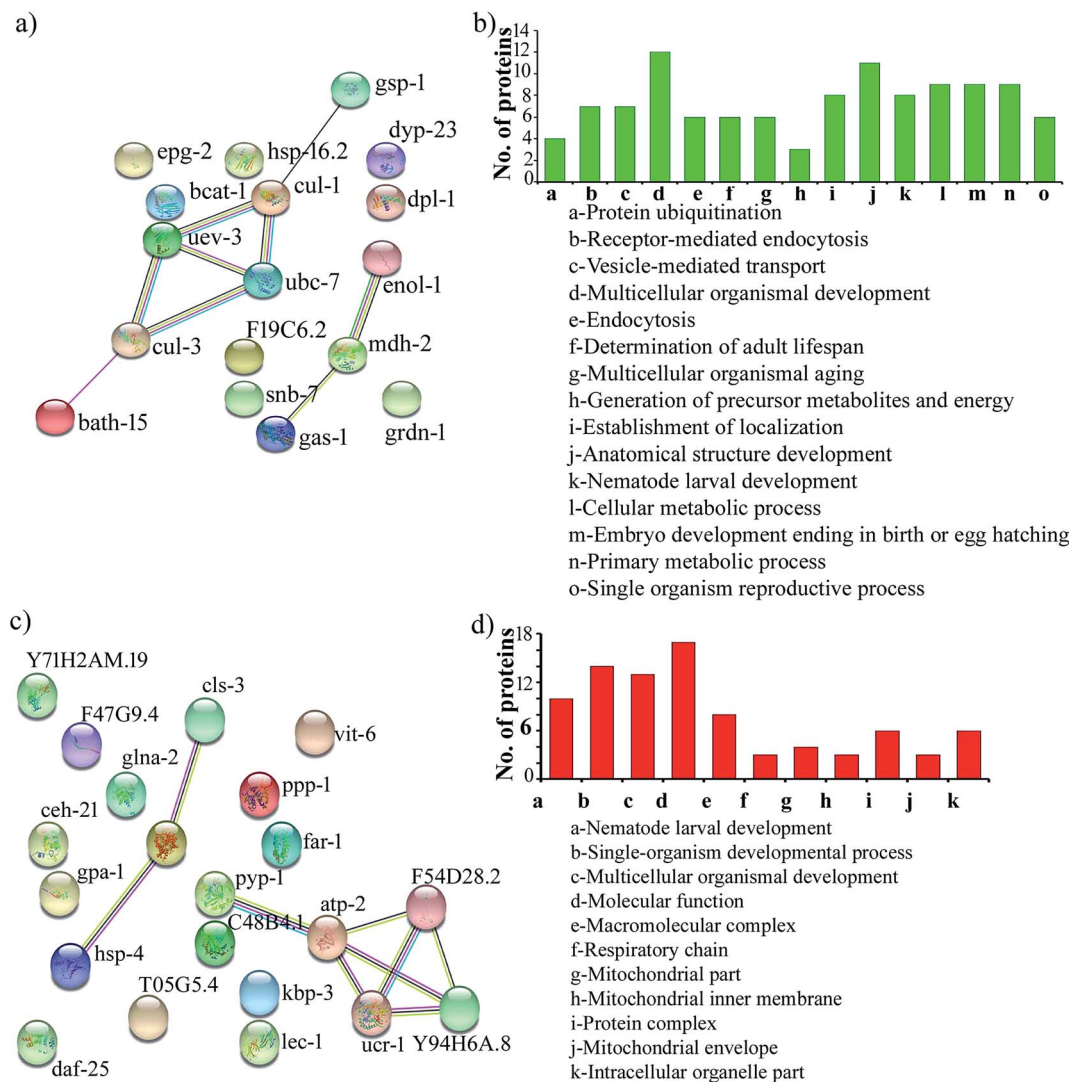 a)
gsp-1
dyp-23
epg-2
hsp-16.2
bcat-1
cul-1
dpl-1
uev-3
ubc-7
enol-1
F19C6.2
mdh-2
cul-3
snb-7
bath-15
gas-1
grdn-1
b)
No. of proteins
14
12
10
8
6
4
2
0
a b c d e f g h i j k l m n o
a-Protein ubiquitination
b-Receptor-mediated endocytosis
c-Vesicle-mediated transport
d-Multicellular organismal development
e-Endocytosis
f-Determination of adult lifespan
g-Multicellular organismal aging
h-Generation of precursor metabolites and energy
i-Establishment of localization
j-Anatomical structure development
k-Nematode larval development
l-Cellular metabolic process
m-Embryo development ending in birth or egg hatching
n-Primary metabolic process
o-Single organism reproductive process
c)
Y71H2AM.19
cls-3
F47G9.4
vit-6
glna-2
ppp-1
ceh-21
far-1
gpa-1
pyp-1
F54D28.2
atp-2
C48B4.1
hsp-4
T05G5.4
kbp-3
lec-1
ucr-1
Y94H6A.8
daf-25
d)
No. of proteins
18
12
6
0
a b c d e f g h i j k
a-Nematode larval development
b-Single-organism developmental process
c-Multicellular organismal development
d-Molecular function
e-Macromolecular complex
f-Respiratory chain
g-Mitochondrial part
h-Mitochondrial inner membrane
i-Protein complex
j-Mitochondrial envelope
k-Intracellular organelle part